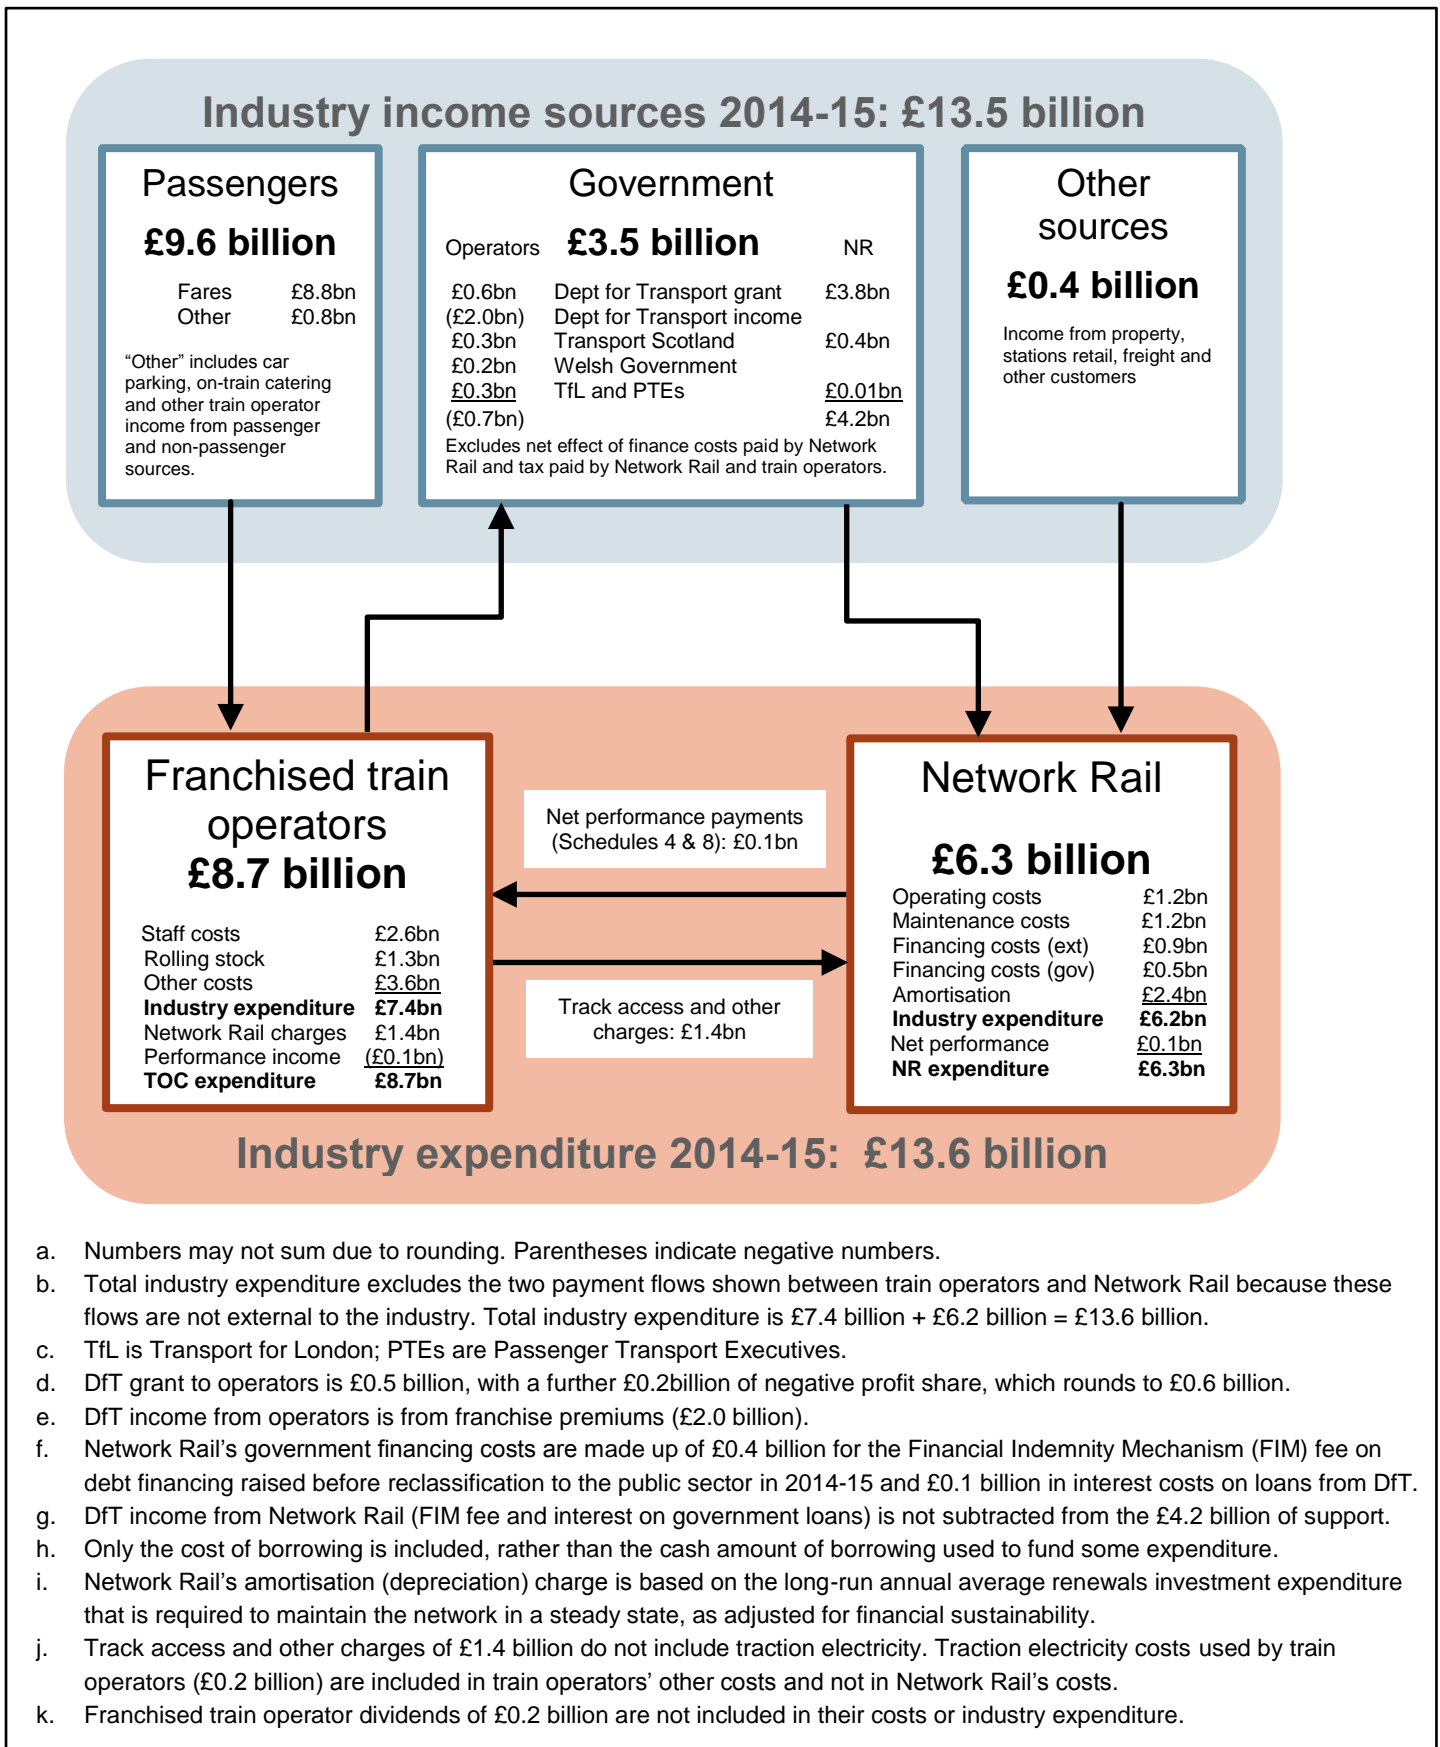 Industry income sources 2014-15: £13.5 billion
Passengers
£9.6 billion
Fares £8.8bn
Other £0.8bn
“Other” includes car
parking, on-train catering
and other train operator
income from passenger
and non-passenger
sources.
Government
Operators £3.5 billion NR
£0.6bn Dept for Transport grant £3.8bn
(£2.0bn) Dept for Transport income
£0.3bn Transport Scotland £0.4bn
£0.2bn Welsh Government
£0.3bn TfL and PTEs £0.01bn
(£0.7bn) £4.2bn
Excludes net effect of finance costs paid by Network
Rail and tax paid by Network Rail and train operators.
Other
sources
£0.4 billion
Income from property,
stations retail, freight and
other customers
Franchised train
operators
£8.7 billion
Staff costs £2.6bn
Rolling stock £1.3bn
Other costs £3.6bn
Industry expenditure £7.4bn
Network Rail charges £1.4bn
Performance income (£0.1bn)
TOC expenditure £8.7bn
Net performance payments
(Schedules 4 & 8): £0.1bn
Track access and other
charges: £1.4bn
Network Rail
£6.3 billion
Operating costs £1.2bn
Maintenance costs £1.2bn
Financing costs (ext) £0.9bn
Financing costs (gov) £0.5bn
Amortisation £2.4bn
Industry expenditure £6.2bn
Net performance £0.1bn
NR expenditure £6.3bn
Industry expenditure 2014-15: £13.6 billion
a. Numbers may not sum due to rounding. Parentheses indicate negative numbers.
b. Total industry expenditure excludes the two payment flows shown between train operators and Network Rail because these
flows are not external to the industry. Total industry expenditure is £7.4 billion + £6.2 billion = £13.6 billion.
c. TfL is Transport for London; PTEs are Passenger Transport Executives.
d. DfT grant to operators is £0.5 billion, with a further £0.2billion of negative profit share, which rounds to £0.6 billion.
e. DfT income from operators is from franchise premiums (£2.0 billion).
f. Network Rail’s government financing costs are made up of £0.4 billion for the Financial Indemnity Mechanism (FIM) fee on
debt financing raised before reclassification to the public sector in 2014-15 and £0.1 billion in interest costs on loans from DfT.
g. DfT income from Network Rail (FIM fee and interest on government loans) is not subtracted from the £4.2 billion of support.
h. Only the cost of borrowing is included, rather than the cash amount of borrowing used to fund some expenditure.
i. Network Rail’s amortisation (depreciation) charge is based on the long-run annual average renewals investment expenditure
that is required to maintain the network in a steady state, as adjusted for financial sustainability.
j. Track access and other charges of £1.4 billion do not include traction electricity. Traction electricity costs used by train
operators (£0.2 billion) are included in train operators’ other costs and not in Network Rail’s costs.
k. Franchised train operator dividends of £0.2 billion are not included in their costs or industry expenditure.